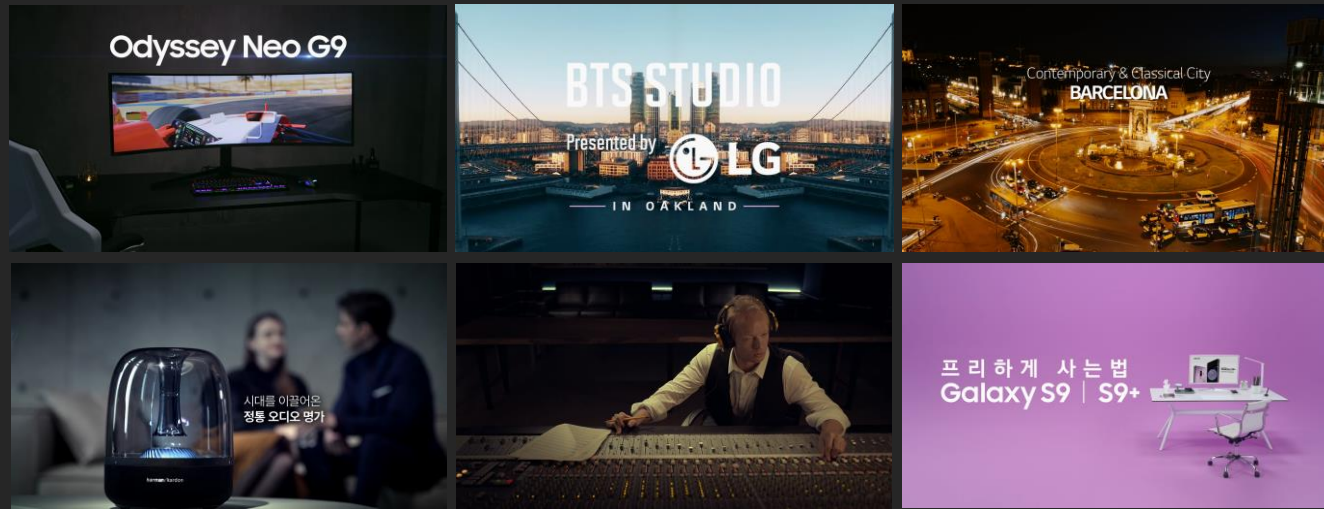 Odyssey Neo G9
BTS STUDIO
Presented by LG
IN OAKLAND
Contemporary & Classical City
BARCELONA
시대를 이끌어온
정통 오디오 명가
harman/kardon
프리하게 사는법
Galaxy S9 | S9+